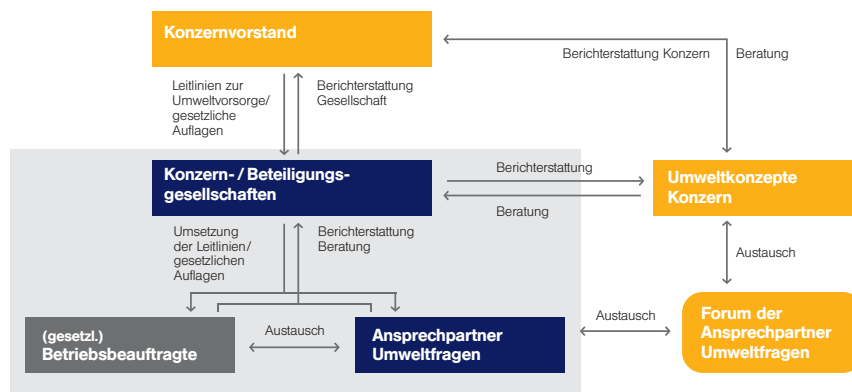 Konzernvorstand
Berichterstattung Konzern
Beratung
Leitlinien zur
Umweltvorsorge/
gesetzliche
Auflagen
Berichterstattung
Gesellschaft
Konzern-/Beteiligungs-
gesellschaften
Berichterstattung
Beratung
Umweltkonzepte
Konzern
Umsetzung
der Leitlinien/
gesetzlichen
Auflagen
Berichterstattung
Beratung
Austausch
(gesetzl.)
Betriebsbeauftragte
Austausch
Ansprechpartner
Umweltfragen
Austausch
Forum der
Ansprechpartner
Umweltfragen